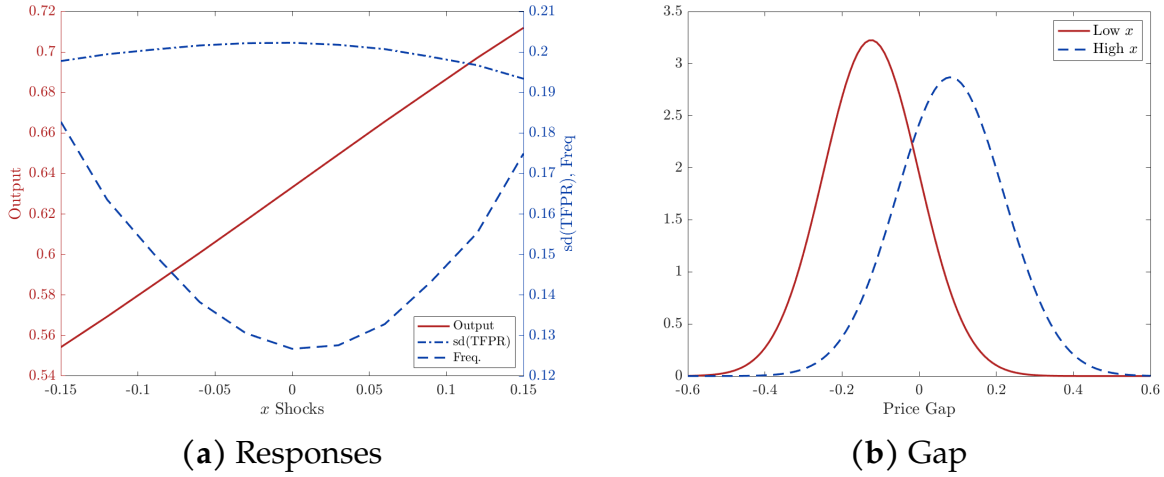 0.72
0.7
0.68
0.66
0.64
0.62
0.6
0.58
0.56
0.54
Output
0.21
0.2
0.19
0.18
0.17
0.16
0.15
0.14
0.13
0.12
sd(TFPR), Freq
-0.15 -0.1 -0.05 0 0.05 0.1 0.15
x Shocks
Output
sd(TFPR)
Freq.
(a) Responses
3.5
3
2.5
2
1.5
1
0.5
0
-0.6 -0.4 -0.2 0 0.2 0.4 0.6
Price Gap
Low x
High x
(b) Gap